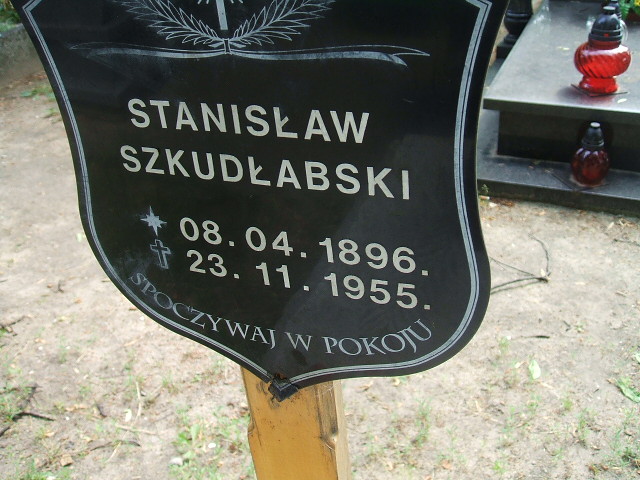 STANISŁAW
SZKUDŁABSKI
08.04.1896.
23.11.1955.
SPOCZYWAJ W POKOJU